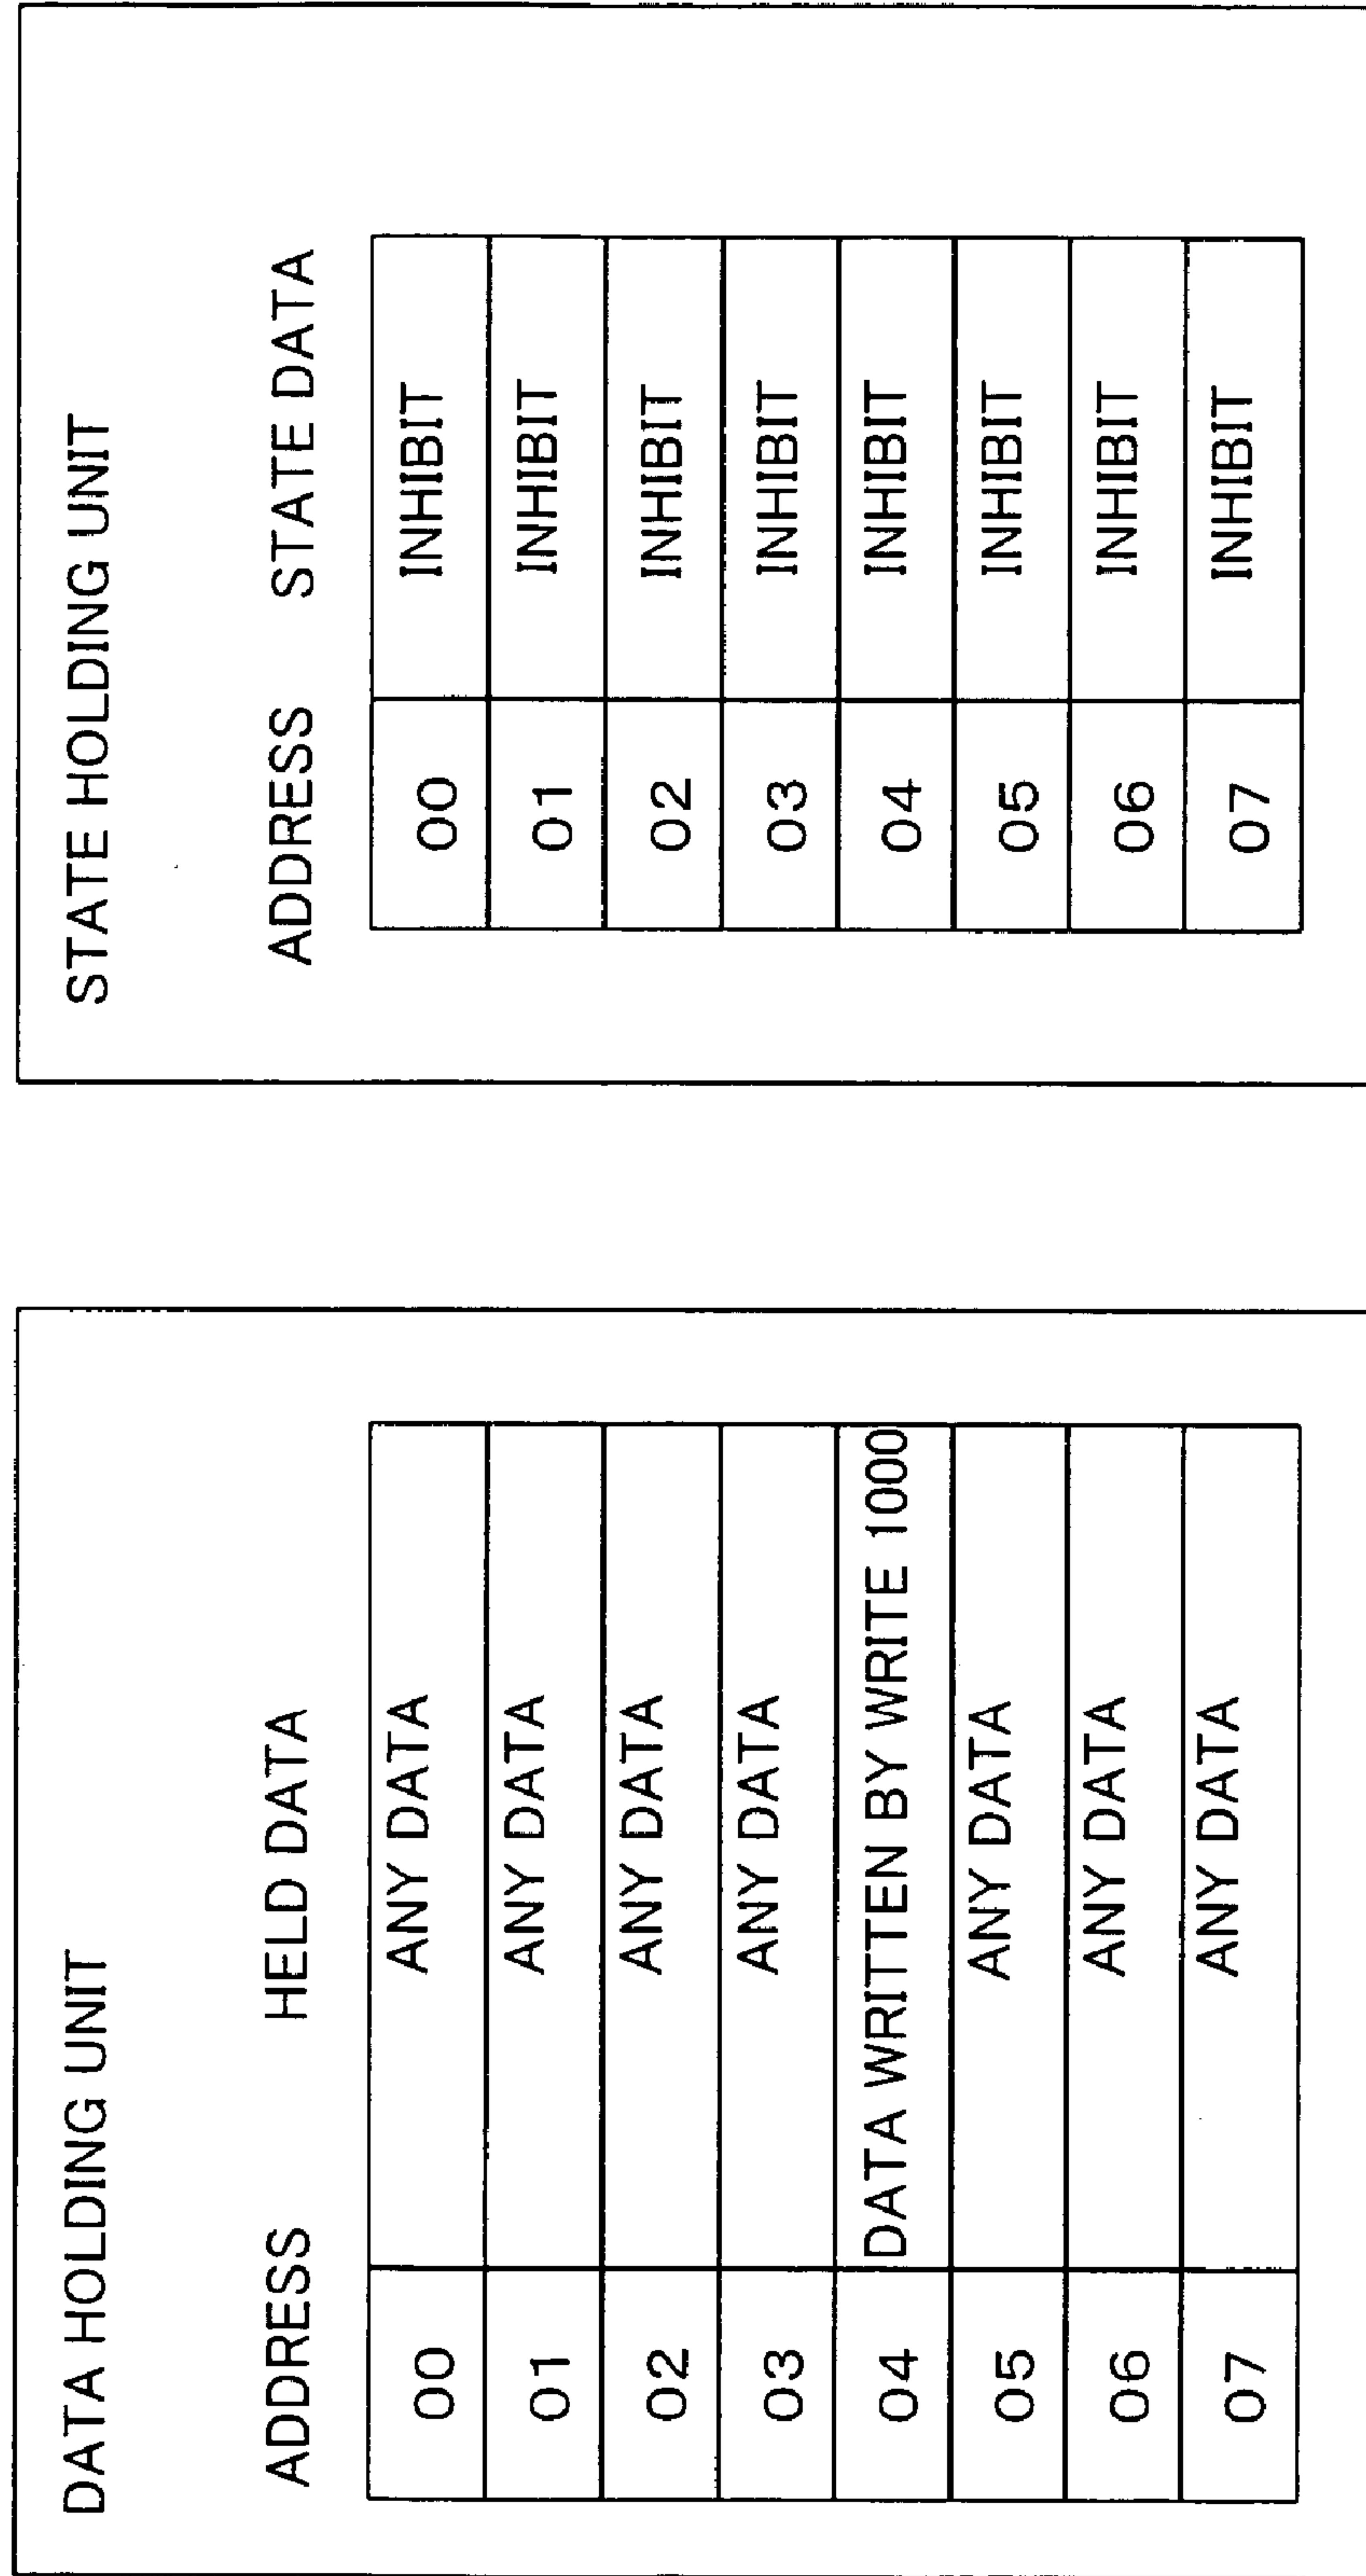 DATA HOLDING UNIT
ADDRESS HELD DATA
00 ANY DATA
01 ANY DATA
02 ANY DATA
03 ANY DATA
04 DATA WRITTEN BY WRITE 1000
05 ANY DATA
06 ANY DATA
07 ANY DATA
STATE HOLDING UNIT
ADDRESS STATE DATA
00 INHIBIT
01 INHIBIT
02 INHIBIT
03 INHIBIT
04 INHIBIT
05 INHIBIT
06 INHIBIT
07 INHIBIT